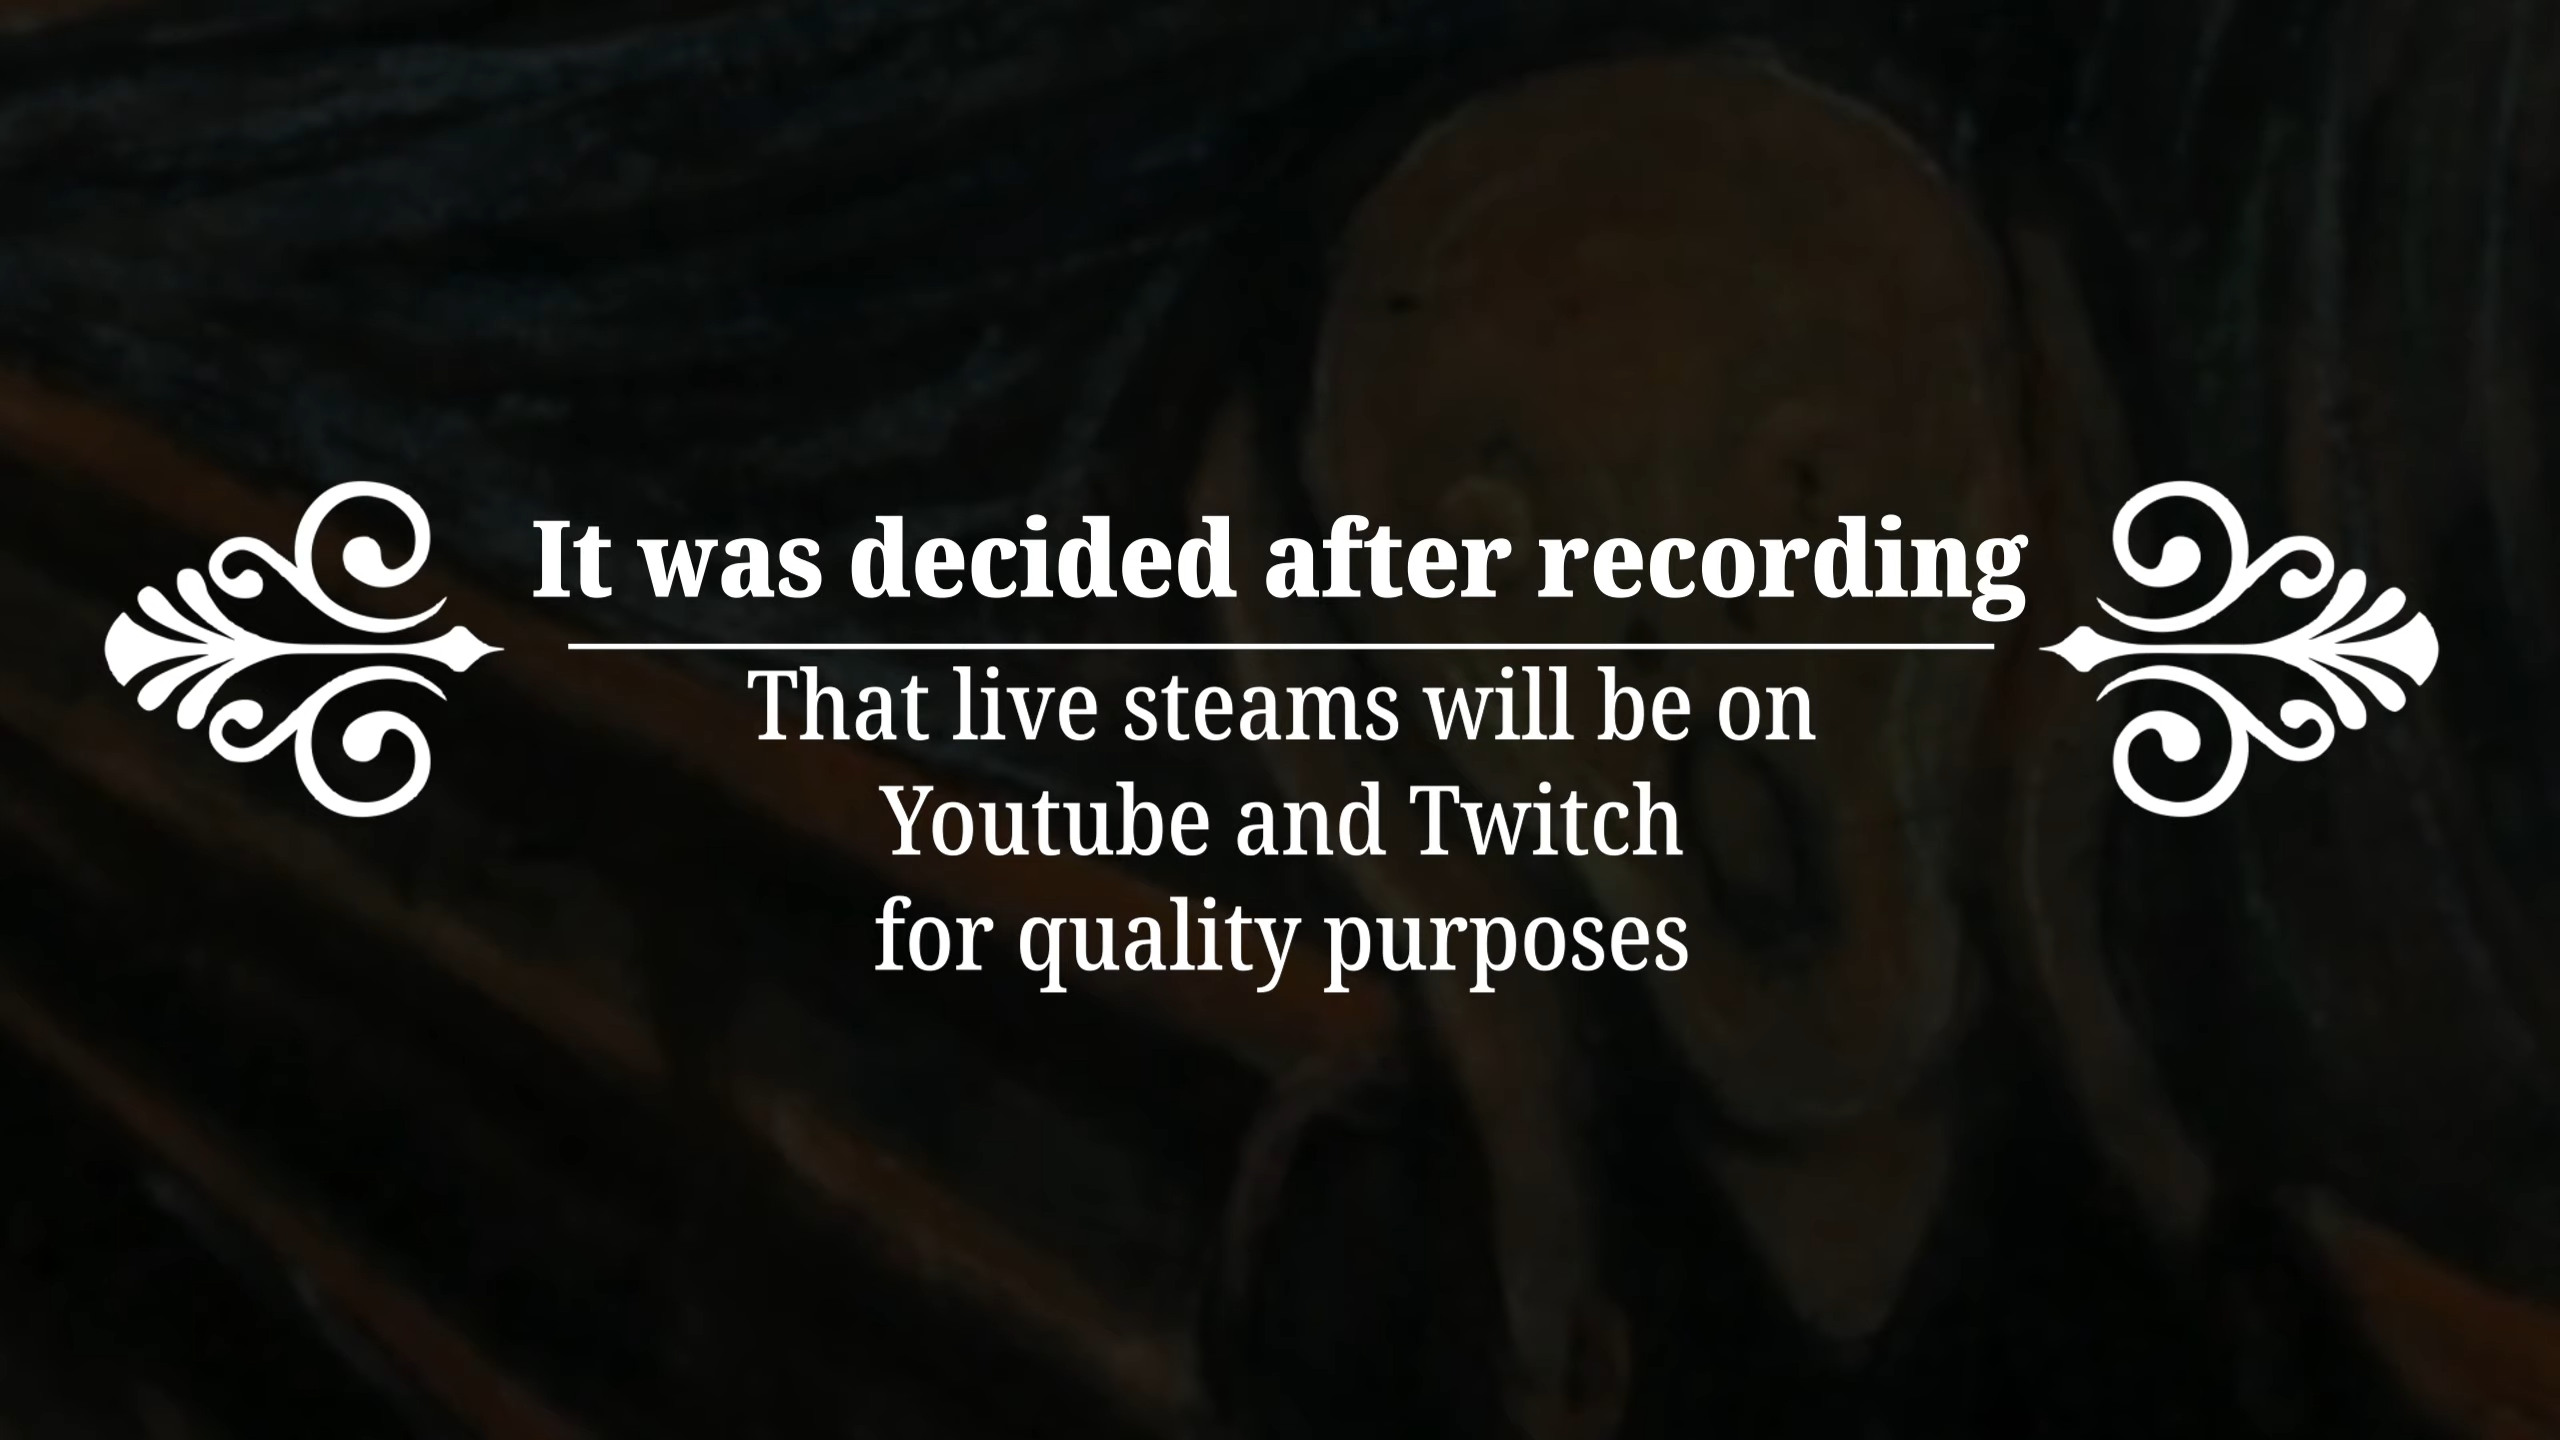 It was decided after recording
That live steams will be on
Youtube and Twitch
for quality purposes